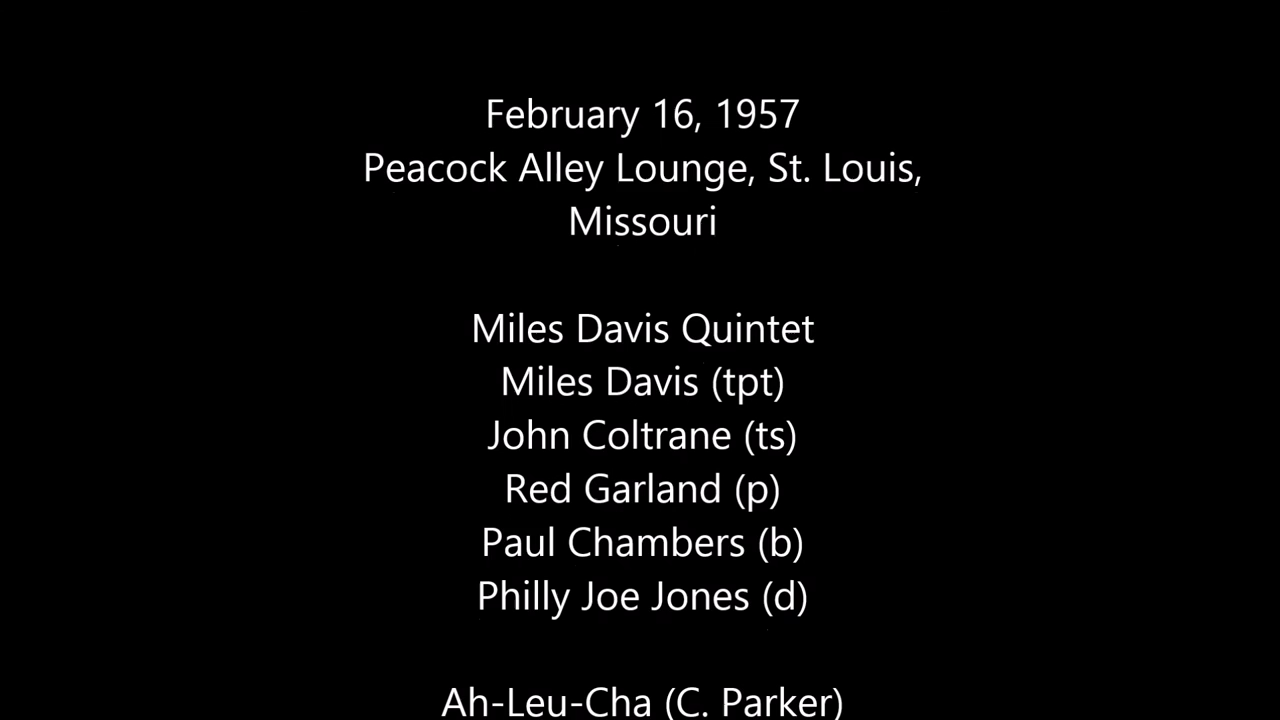 February 16, 1957
Peacock Alley Lounge, St. Louis,
Missouri
Miles Davis Quintet
Miles Davis (tpt)
John Coltrane (ts)
Red Garland (p)
Paul Chambers (b)
Philly Joe Jones (d)
Ah-Leu-Cha (C. Parker)